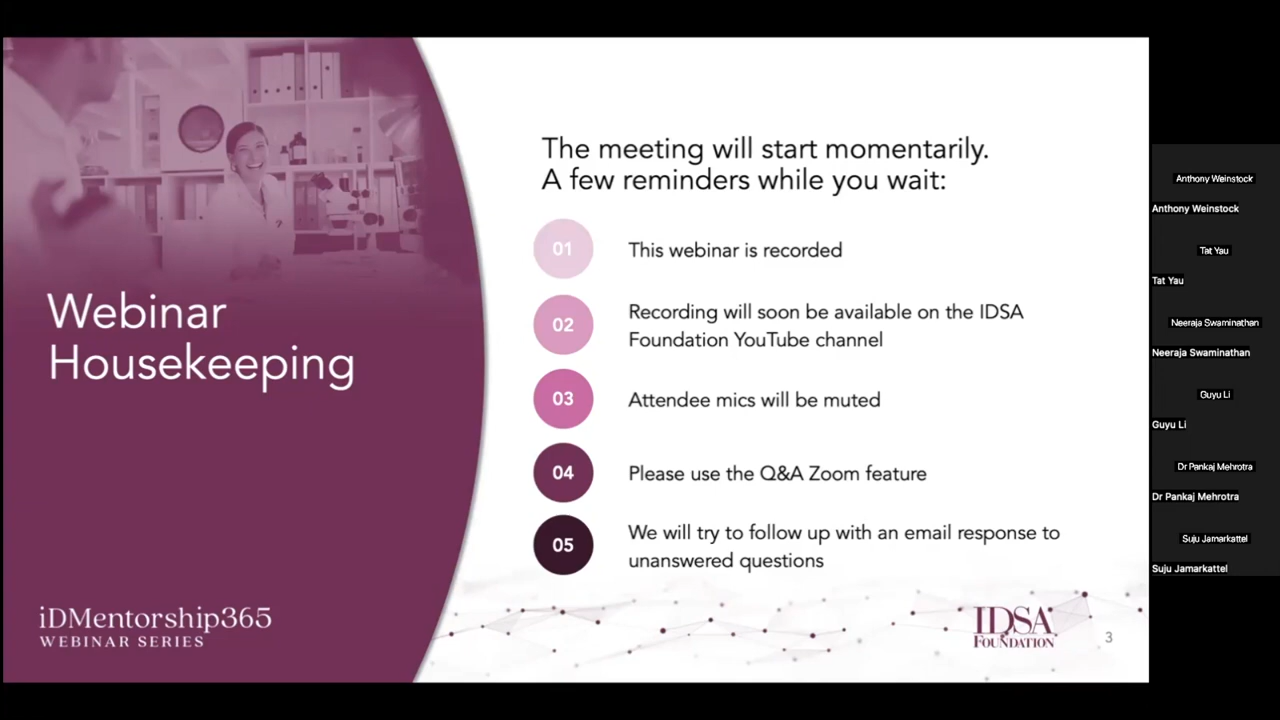 Webinar
Housekeeping
iDMentorship365
WEBINAR SERIES
The meeting will start momentarily.
A few reminders while you wait:
01
This webinar is recorded
02
Recording will soon be available on the IDSA
Foundation YouTube channel
03
Attendee mics will be muted
04
Please use the Q&A Zoom feature
05
We will try to follow up with an email response to
unanswered questions
IDSA
FOUNDATION
3
Anthony Weinstock
Anthony Weinstock
Tat Yau
Tat Yau
Neeraja Swaminathan
Neeraja Swaminathan
Guyu Li
Guyu Li
Dr Pankaj Mehrotra
Dr Pankaj Mehrotra
Suju Jamarkattel
Suju Jamarkattel